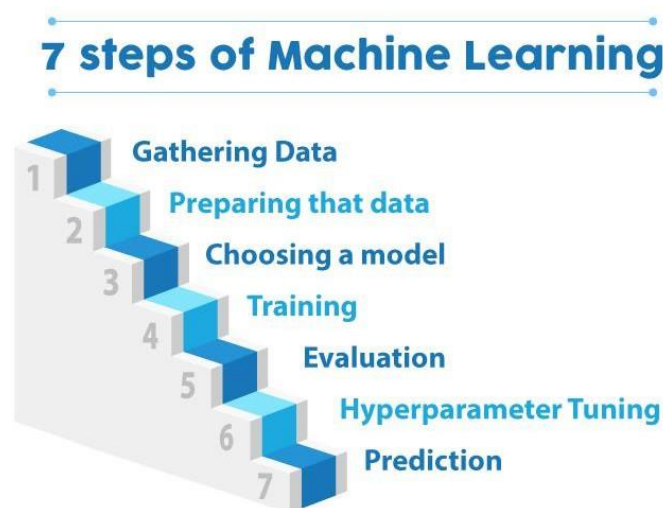 7 steps of Machine Learning
1 Gathering Data
2 Preparing that data
3 Choosing a model
4 Training
5 Evaluation
6 Hyperparameter Tuning
7 Prediction